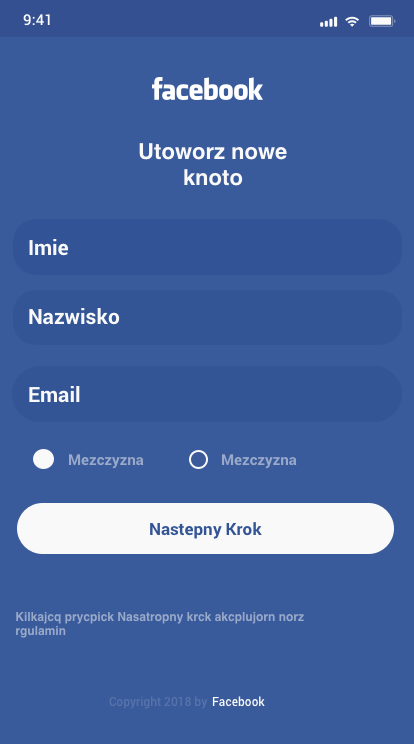 9:41
facebook
Utoworz nowe
knoto
Imie
Nazwisko
Email
Mezczyzna Mezczyzna
Nastepny Krok
Kilkajcq prycpick Nasatropny krck akcplujorn norz
rgulamin
Copyright 2018 by Facebook